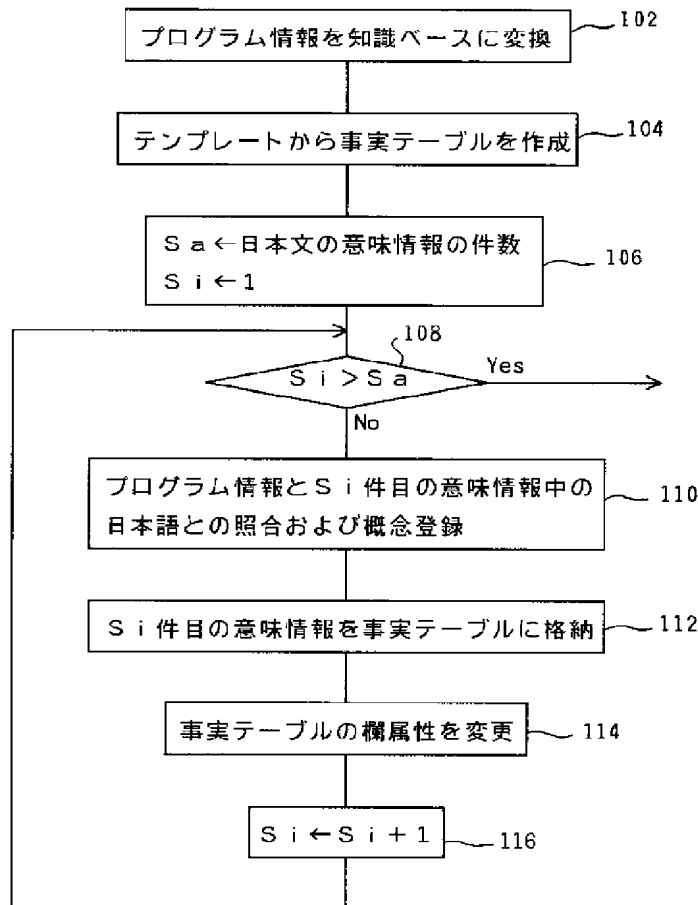 プログラム情報を知識ベースに変換
102
テンプレートから事実テーブルを作成
104
Sa←日本文の意味情報の件数
Si←1
106
108
Si>Sa
Yes
No
プログラム情報とSi件目の意味情報中の
日本語との照合および概念登録
110
Si件目の意味情報を事実テーブルに格納
112
事実テーブルの欄属性を変更
114
Si←Si+1
116